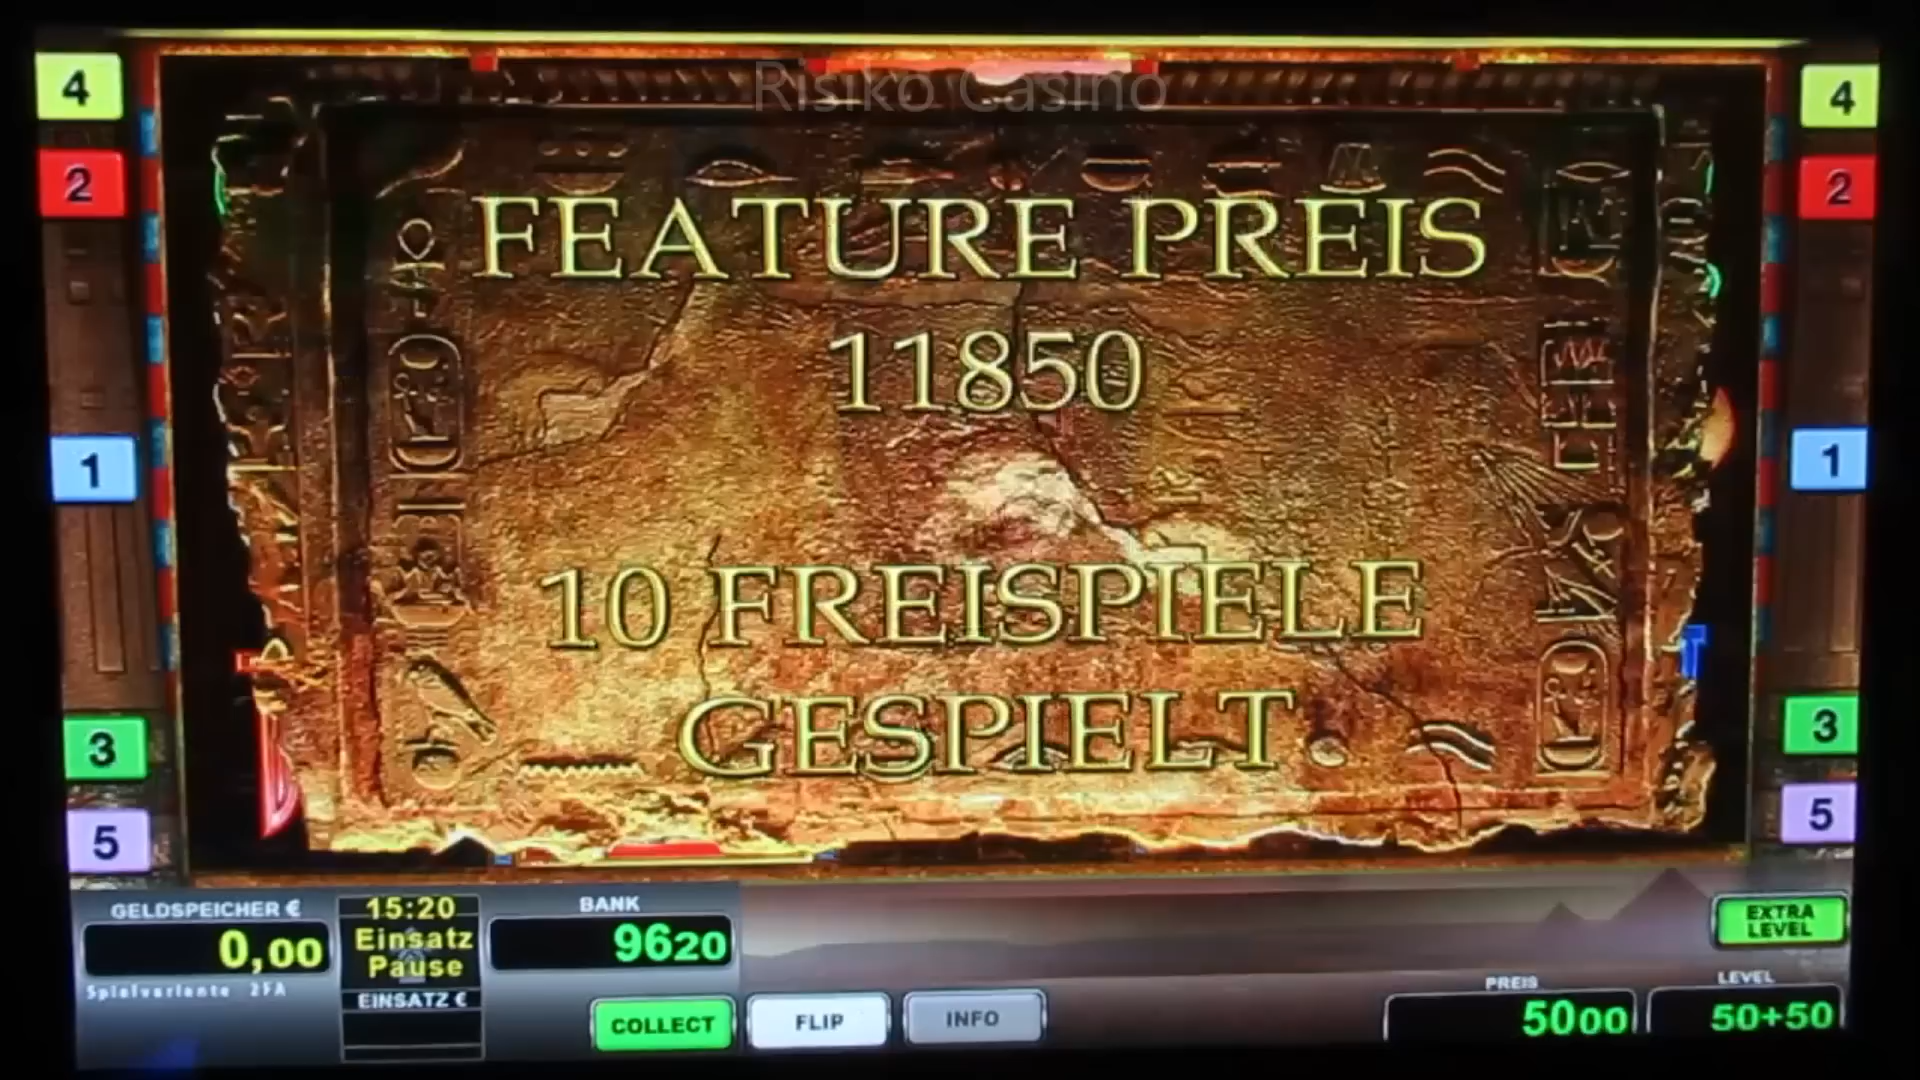 Risiko Casino
4
4
2
2
FEATURE PREIS
11850
1
1
10 FREISPIELE
GESPIELT.
3
3
5
5
GELDSPEICHER €
0,00
Spielvariante 2FA
15:20
Einsatz
Pause
EINSATZ €
BANK
9620
COLLECT
FLIP
INFO
EXTRA
LEVEL
PREIS
5000
LEVEL
50+50